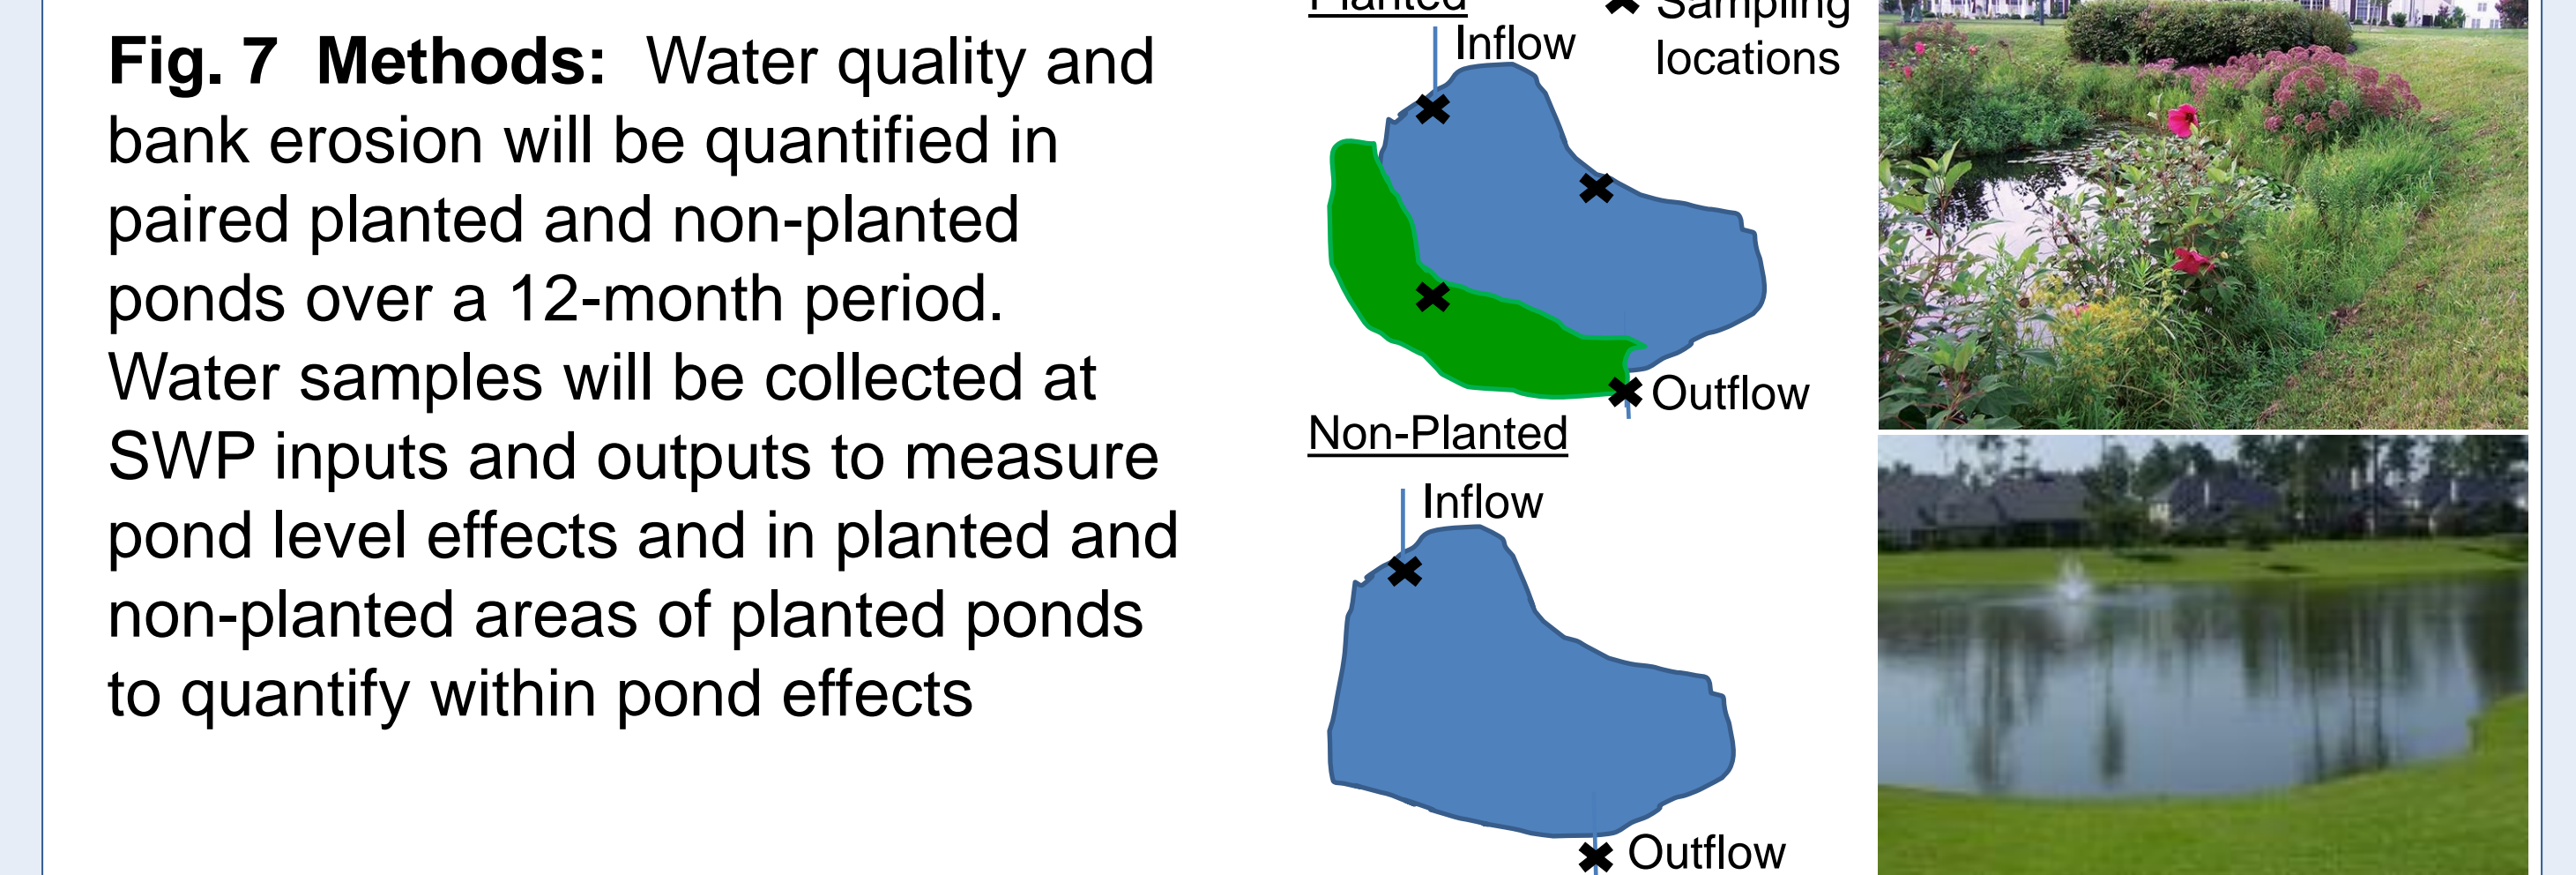 Fig. 7 Methods: Water quality and
bank erosion will be quantified in
paired planted and non-planted
ponds over a 12-month period.
Water samples will be collected at
SWP inputs and outputs to measure
pond level effects and in planted and
non-planted areas of planted ponds
to quantify within pond effects
Planted
Sampling
locations
Inflow
Outflow
Non-Planted
Inflow
Outflow